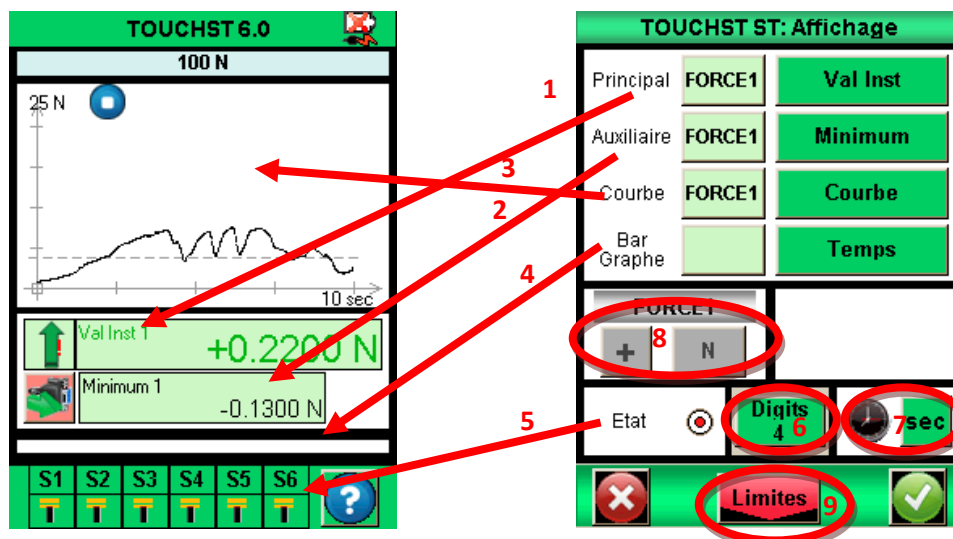 TOUCHST 6.0
100 N
25 N
10 sec
Val Inst 1
+0.2200 N
Minimum 1
-0.1300 N
S1 S2 S3 S4 S5 S6
?
1
3
2
4
5
TOUCHST ST: Affichage
Principal FORCE1 Val Inst
Auxiliaire FORCE1 Minimum
Courbe FORCE1 Courbe
Bar
Graphe Temps
FORCE1
+ 8 N
Etat Digits
4 6 7 sec
Limites 9